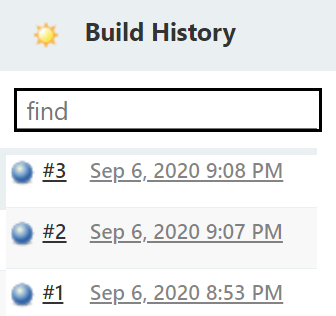 Build History
find
#3 Sep 6, 2020 9:08 PM
#2 Sep 6, 2020 9:07 PM
#1 Sep 6, 2020 8:53 PM